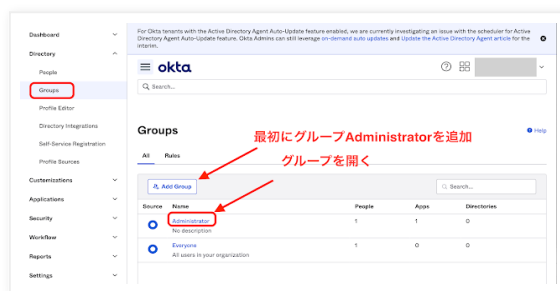 For Okta tenants with the Active Directory Agent Auto-Update feature enabled, we are currently investigating an issue with the scheduler for Active
Directory Agent Auto-Update feature. Okta Admins can still leverage on-demand auto updates and Update the Active Directory Agent article for the
interim.
Dashboard
Directory
People
Groups
Profile Editor
Directory Integrations
Self-Service Registration
Profile Sources
Customizations
Applications
Security
Workflow
Reports
Settings
okta
Search...
Groups
Help
最初にグループAdministratorを追加
グループを開く
All Rules
Add Group
Search...
Source Name People Apps Directories
Administrator 1 1 0
No description
Everyone 1 0 0
All users in your organization